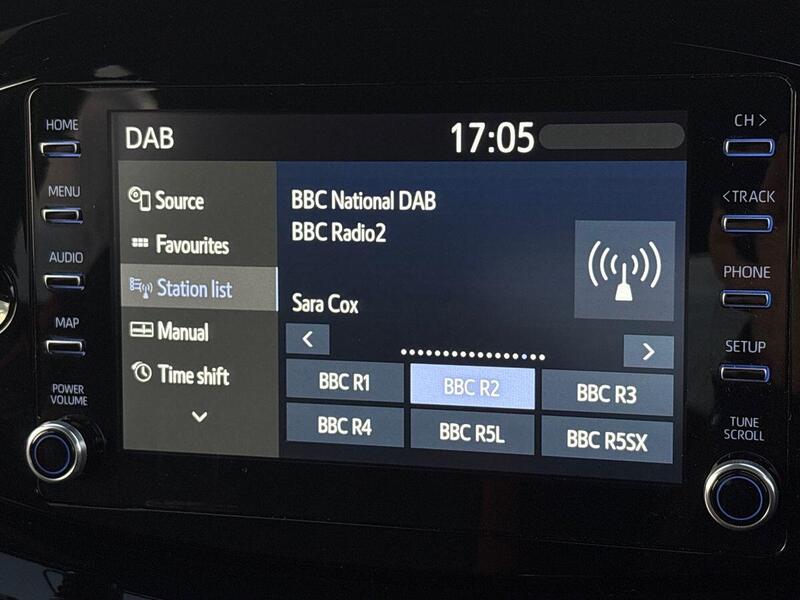 HOME
MENU
AUDIO
MAP
POWER
VOLUME
DAB
17:05
Source
Favourites
Station list
Manual
Time shift
BBC National DAB
BBC Radio2
Sara Cox
<
>
BBC R1
BBC R2
BBC R3
BBC R4
BBC R5L
BBC R5SX
CH >
< TRACK
PHONE
SETUP
TUNE
SCROLL